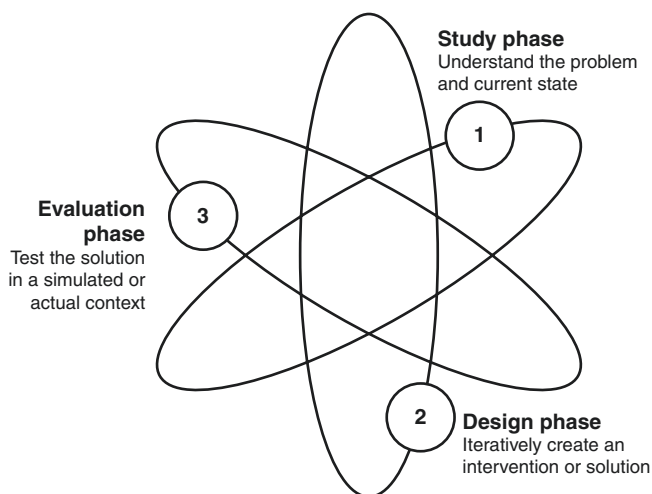 Study phase
Understand the problem
and current state
1
Evaluation
phase
Test the solution
in a simulated or
actual context
3
2
Design phase
Iteratively create an
intervention or solution